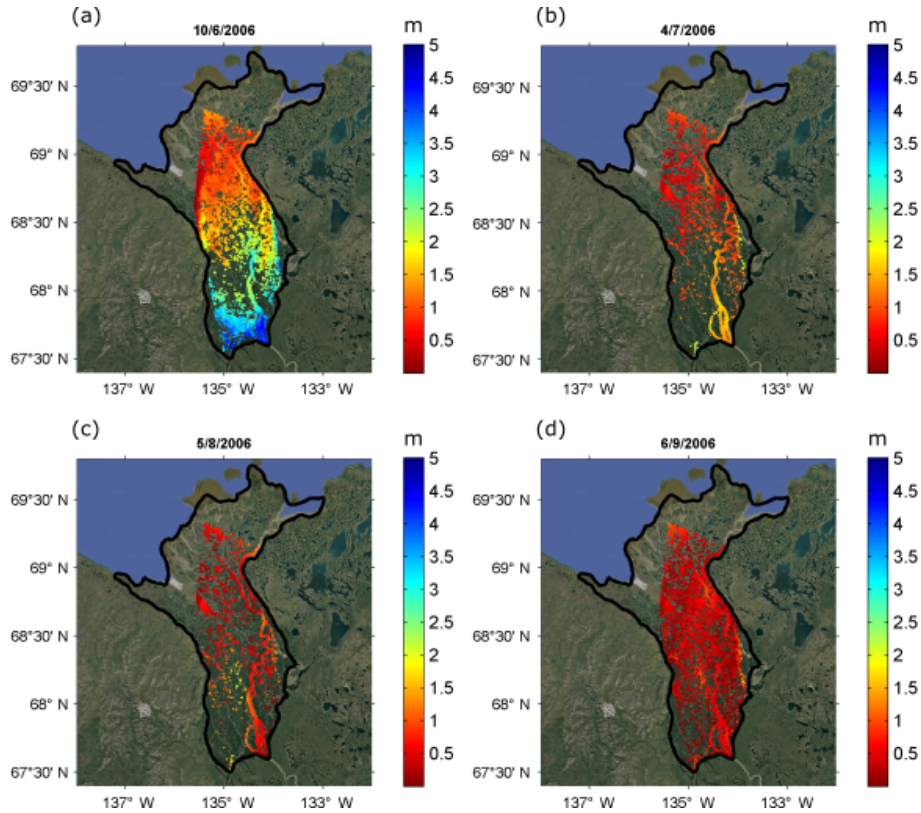 (a)
10/6/2006
m
5
4.5
4
3.5
3
2.5
2
1.5
1
0.5
69°30' N
69° N
68°30' N
68° N
67°30' N
137° W
135° W
133° W
(b)
4/7/2006
m
5
4.5
4
3.5
3
2.5
2
1.5
1
0.5
69°30' N
69° N
68°30' N
68° N
67°30' N
137° W
135° W
133° W
(c)
5/8/2006
m
5
4.5
4
3.5
3
2.5
2
1.5
1
0.5
69°30' N
69° N
68°30' N
68° N
67°30' N
137° W
135° W
133° W
(d)
6/9/2006
m
5
4.5
4
3.5
3
2.5
2
1.5
1
0.5
69°30' N
69° N
68°30' N
68° N
67°30' N
137° W
135° W
133° W